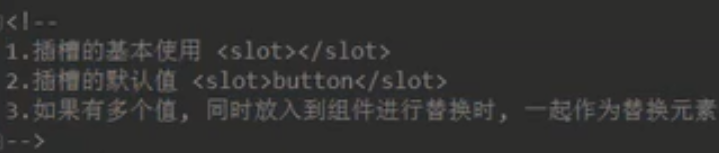 <!--
1.插槽的基本使用 <slot></slot>
2.插槽的默认值 <slot>button</slot>
3.如果有多个值, 同时放入到组件进行替换时, 一起作为替换元素
-->